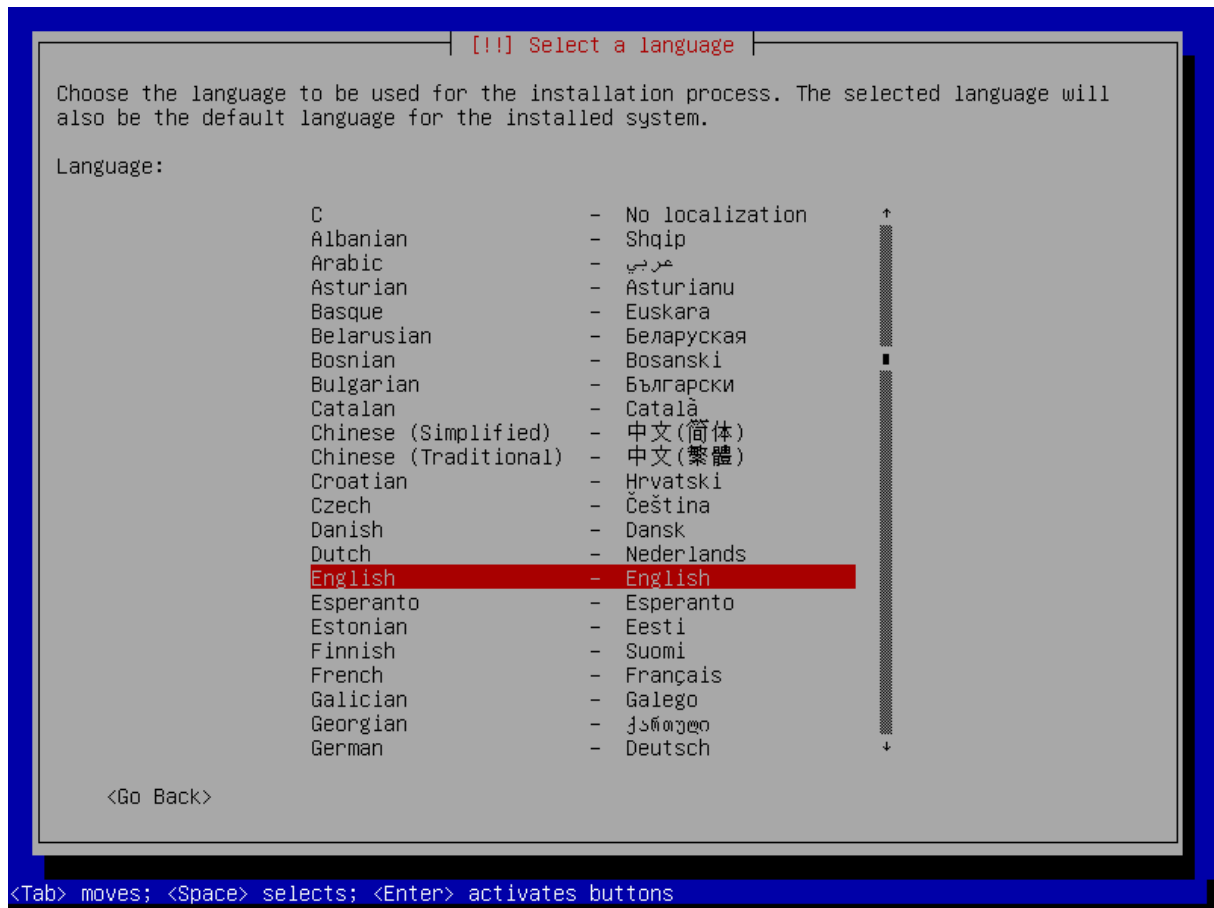 [!!] Select a language
Choose the language to be used for the installation process. The selected language will
also be the default language for the installed system.
Language:
C - No localization
Albanian - Shqip
Arabic - عربي
Asturian - Asturianu
Basque - Euskara
Belarusian - Беларуская
Bosnian - Bosanski
Bulgarian - Български
Catalan - Català
Chinese (Simplified) - 中文(简体)
Chinese (Traditional) - 中文(繁體)
Croatian - Hrvatski
Czech - Čeština
Danish - Dansk
Dutch - Nederlands
English - English
Esperanto - Esperanto
Estonian - Eesti
Finnish - Suomi
French - Français
Galician - Galego
Georgian - ქართული
German - Deutsch
<Go Back>
<Tab> moves; <Space> selects; <Enter> activates buttons